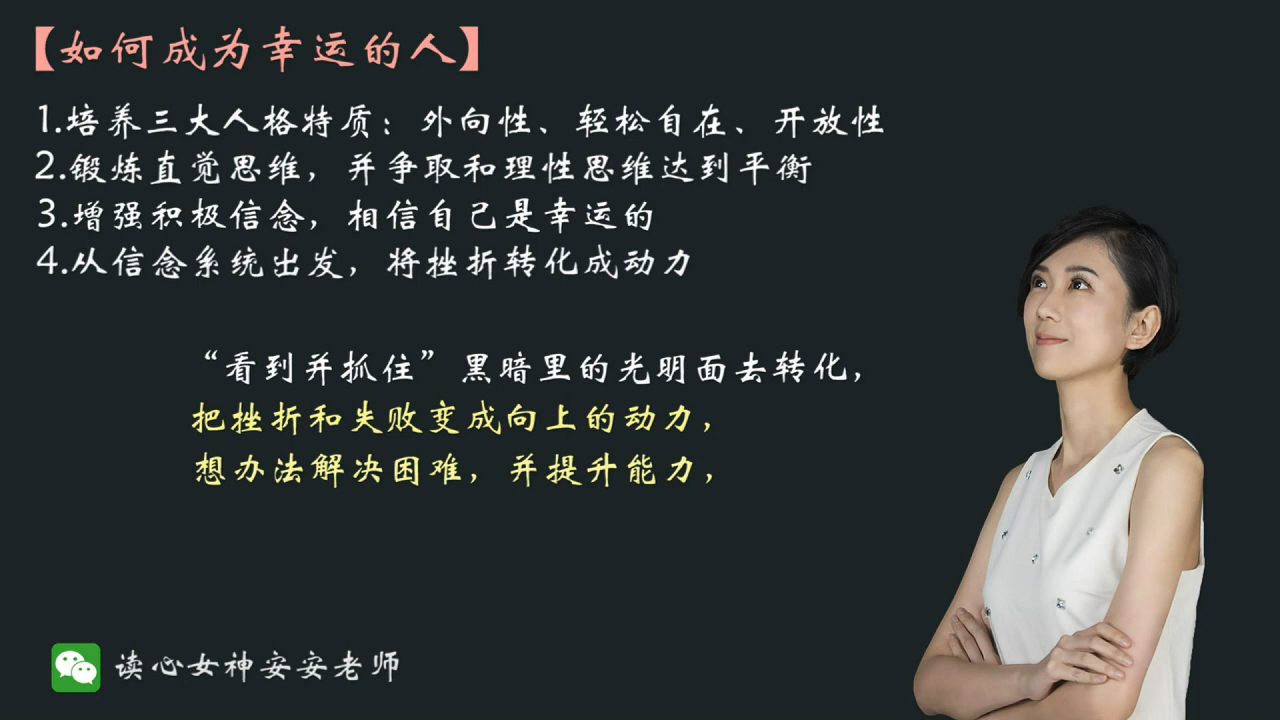 【如何成为幸运的人】
1.培养三大人格特质：外向性、轻松自在、开放性
2.锻炼直觉思维，并争取和理性思维达到平衡
3.增强积极信念，相信自己是幸运的
4.从信念系统出发，将挫折转化成动力
“看到并抓住”黑暗里的光明面去转化，
把挫折和失败变成向上的动力，
想办法解决困难，并提升能力，
读心女神安安老师